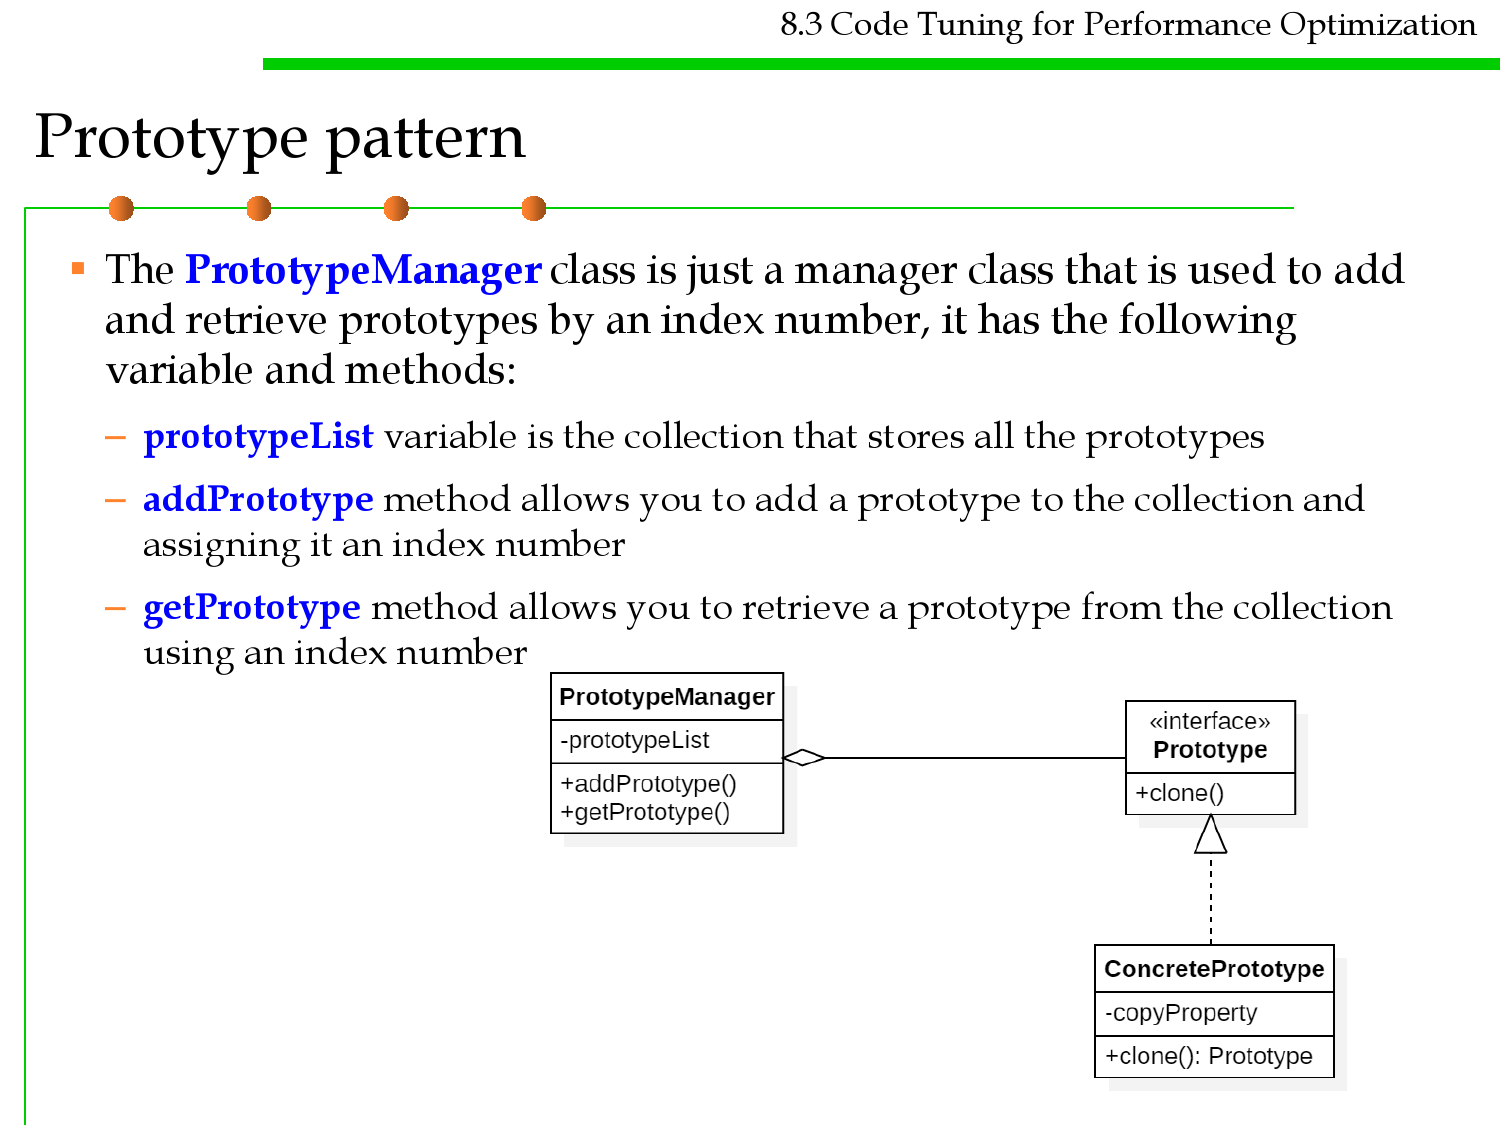 8.3 Code Tuning for Performance Optimization
Prototype pattern
The PrototypeManager class is just a manager class that is used to add
and retrieve prototypes by an index number, it has the following
variable and methods:
– prototypeList variable is the collection that stores all the prototypes
– addPrototype method allows you to add a prototype to the collection and
assigning it an index number
– getPrototype method allows you to retrieve a prototype from the collection
using an index number
PrototypeManager
-prototypeList
+addPrototype()
+getPrototype()
«interface»
Prototype
+clone()
ConcretePrototype
-copyProperty
+clone(): Prototype